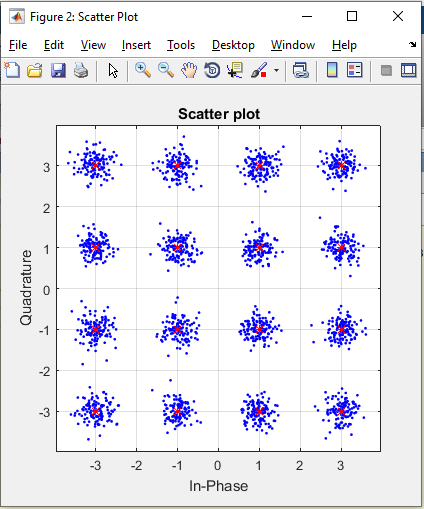 Figure 2: Scatter Plot
File Edit View Insert Tools Desktop Window Help
Scatter plot
3
2
1
0
-1
-2
-3
Quadrature
-3 -2 -1 0 1 2 3
In-Phase